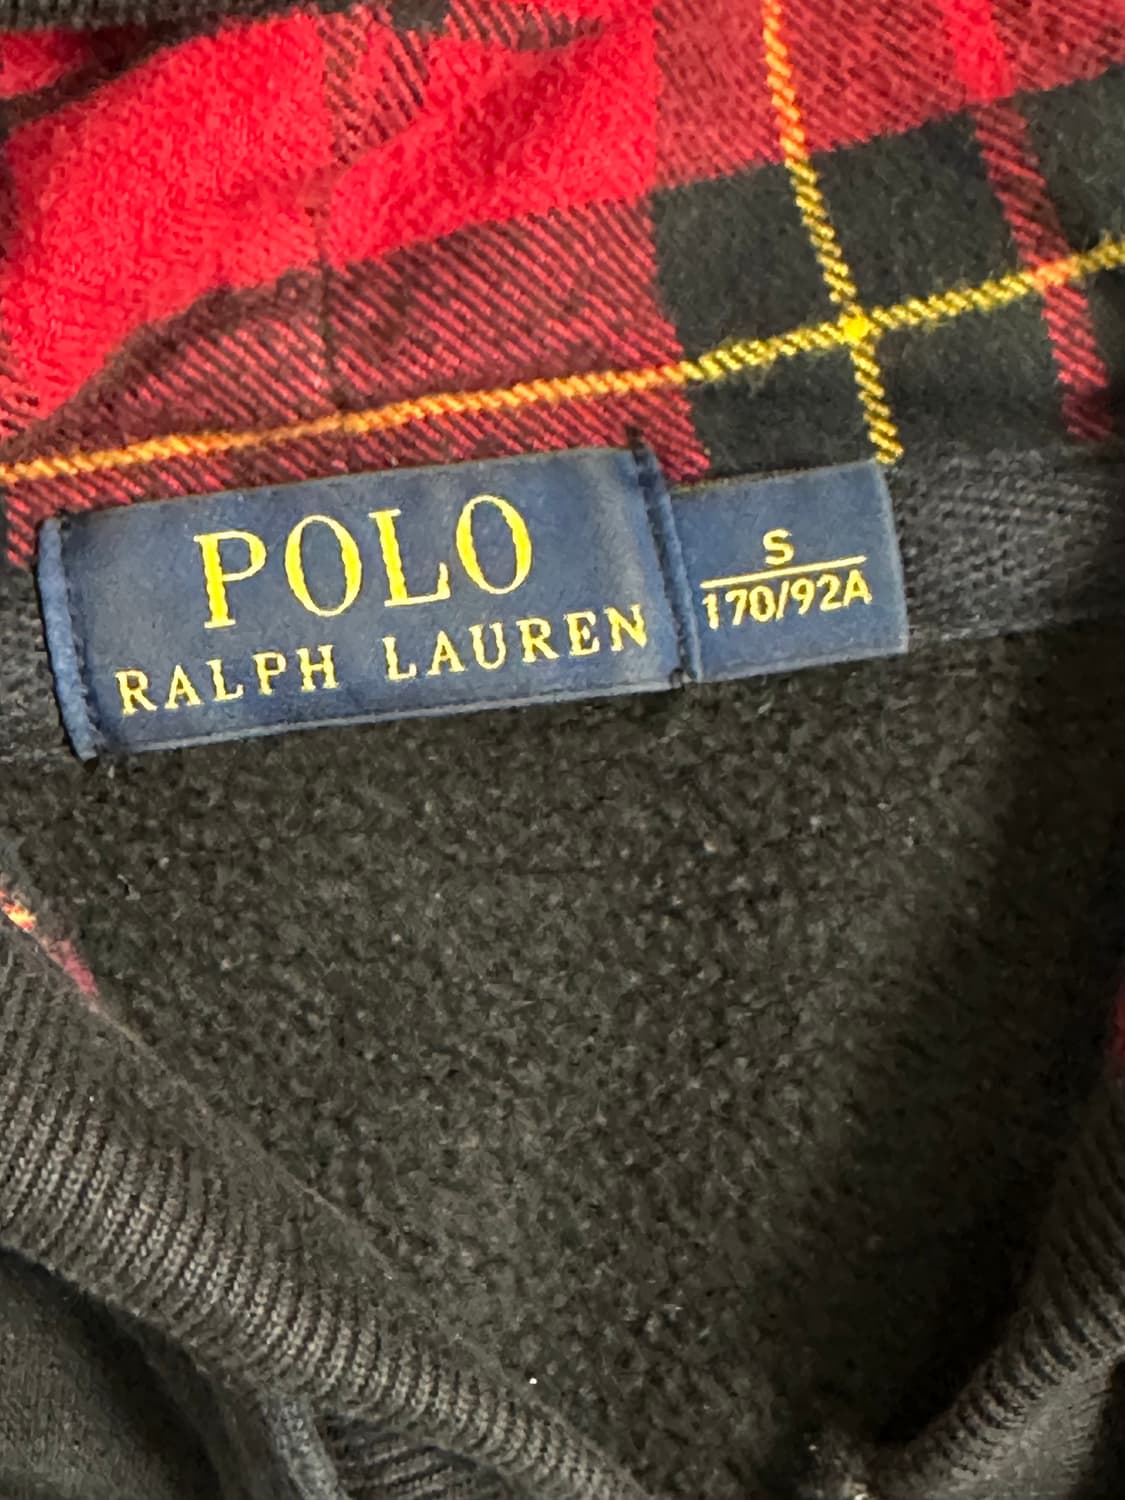 POLO
RALPH LAUREN
S
170/92A